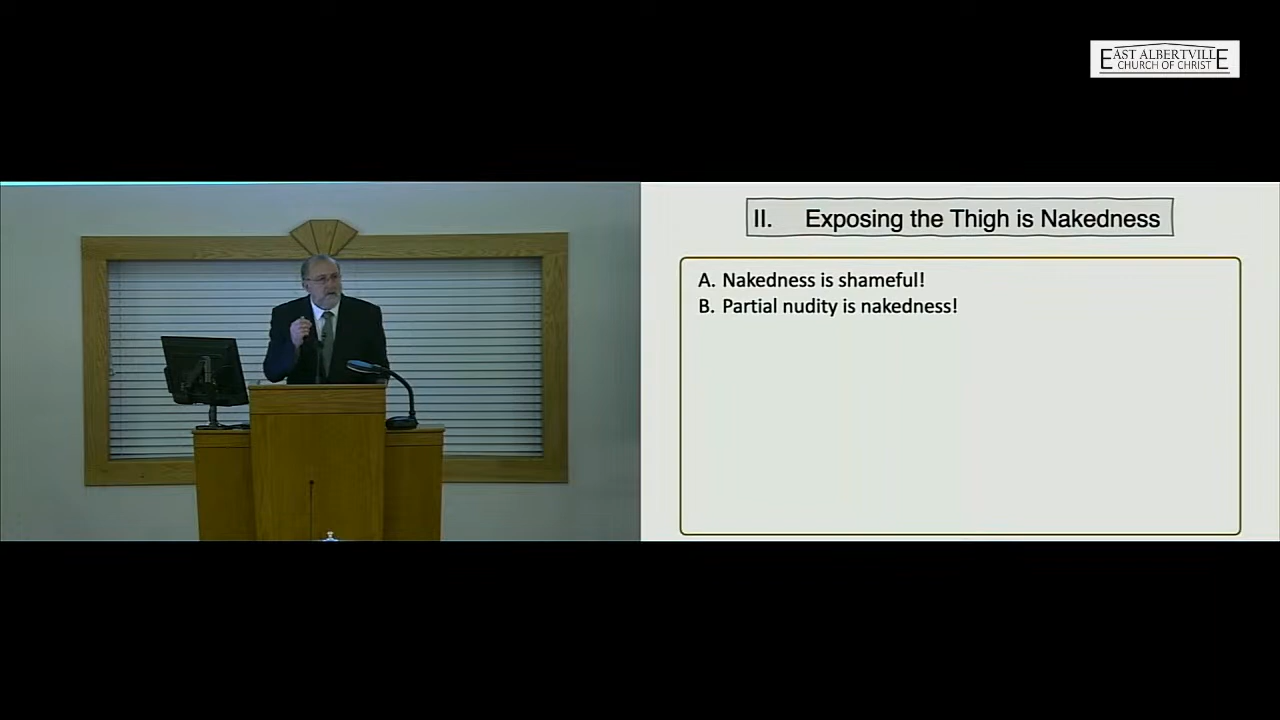 EAST ALBERTVILLE
CHURCH OF CHRIST
II. Exposing the Thigh is Nakedness
A. Nakedness is shameful!
B. Partial nudity is nakedness!